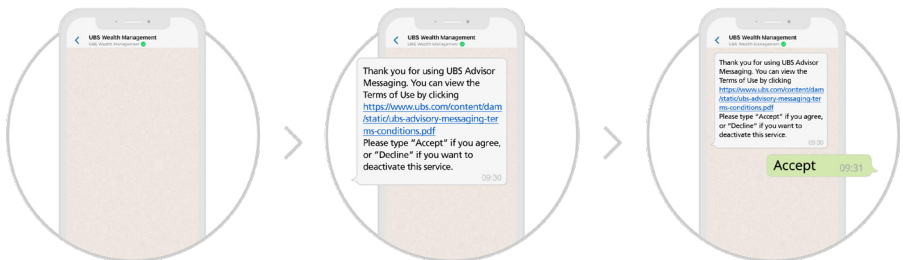 UBS Wealth Management
UBS Wealth Management
UBS Wealth Management
UBS Wealth Management
Thank you for using UBS Advisor
Messaging. You can view the
Terms of Use by clicking
https://www.ubs.com/content/dam
/static/ubs-advisory-messaging-ter
ms-conditions.pdf
Please type “Accept” if you agree,
or “Decline” if you want to
deactivate this service.
09:30
UBS Wealth Management
UBS Wealth Management
Thank you for using UBS Advisor
Messaging. You can view the
Terms of Use by clicking
https://www.ubs.com/content/dam
/static/ubs-advisory-messaging-ter
ms-conditions.pdf
Please type “Accept” if you agree,
or “Decline” if you want to
deactivate this service.
09:30
Accept 09:31